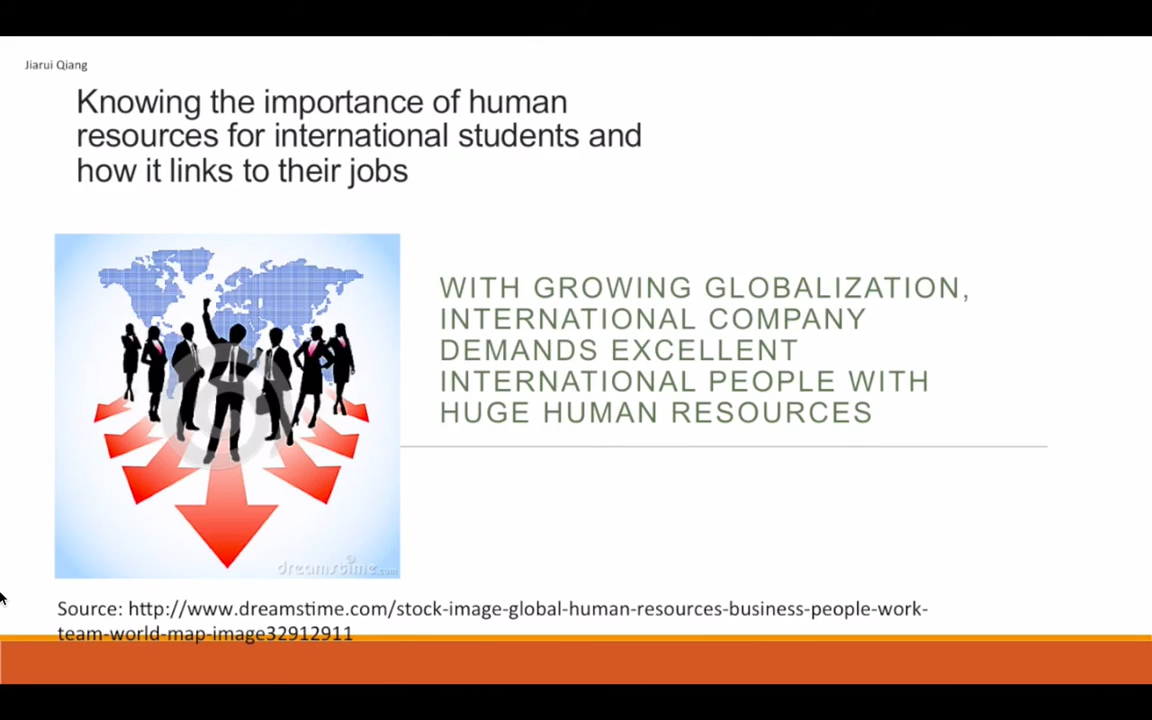 Jiarui Qiang
Knowing the importance of human
resources for international students and
how it links to their jobs
WITH GROWING GLOBALIZATION,
INTERNATIONAL COMPANY
DEMANDS EXCELLENT
INTERNATIONAL PEOPLE WITH
HUGE HUMAN RESOURCES
dreamstime.com
Source: http://www.dreamstime.com/stock-image-global-human-resources-business-people-work-
team-world-map-image32912911